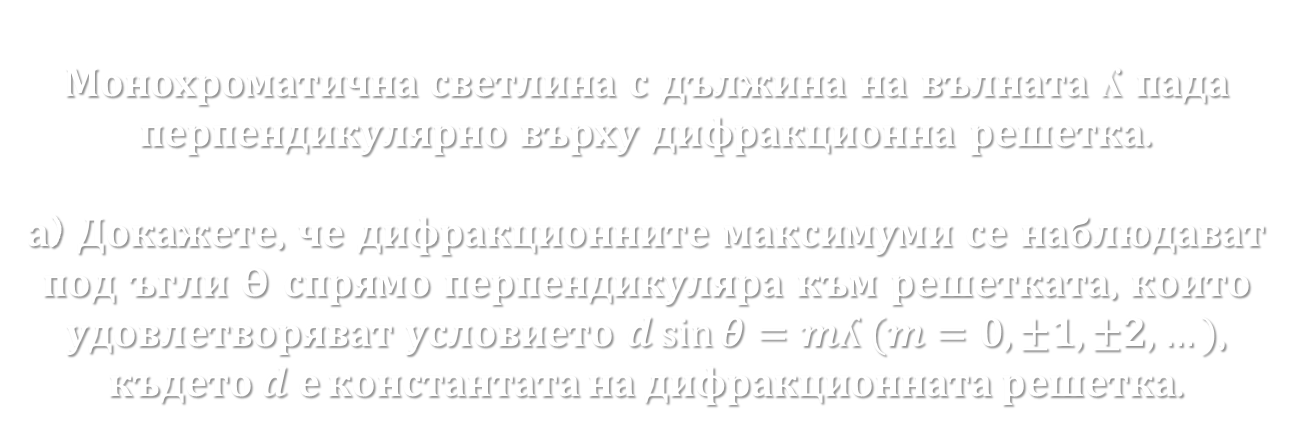 Монохроматична светлина с дължина на вълната ʎ пада
перпендикулярно върху дифракционна решетка.
а) Докажете, че дифракционните максимуми се наблюдават
под ъгли Θ спрямо перпендикуляра към решетката, които
удовлетворяват условието d sin θ = mʎ (m = 0, ±1, ±2, … ),
където d е константата на дифракционната решетка.